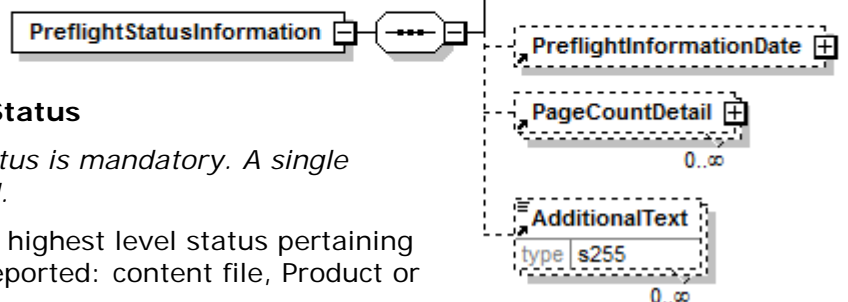 PreflightStatusInformation
PreflightInformationDate
PageCountDetail
0..∞
AdditionalText
type s255
0..∞
Status
tus is mandatory. A single
highest level status pertaining
eported: content file, Product or